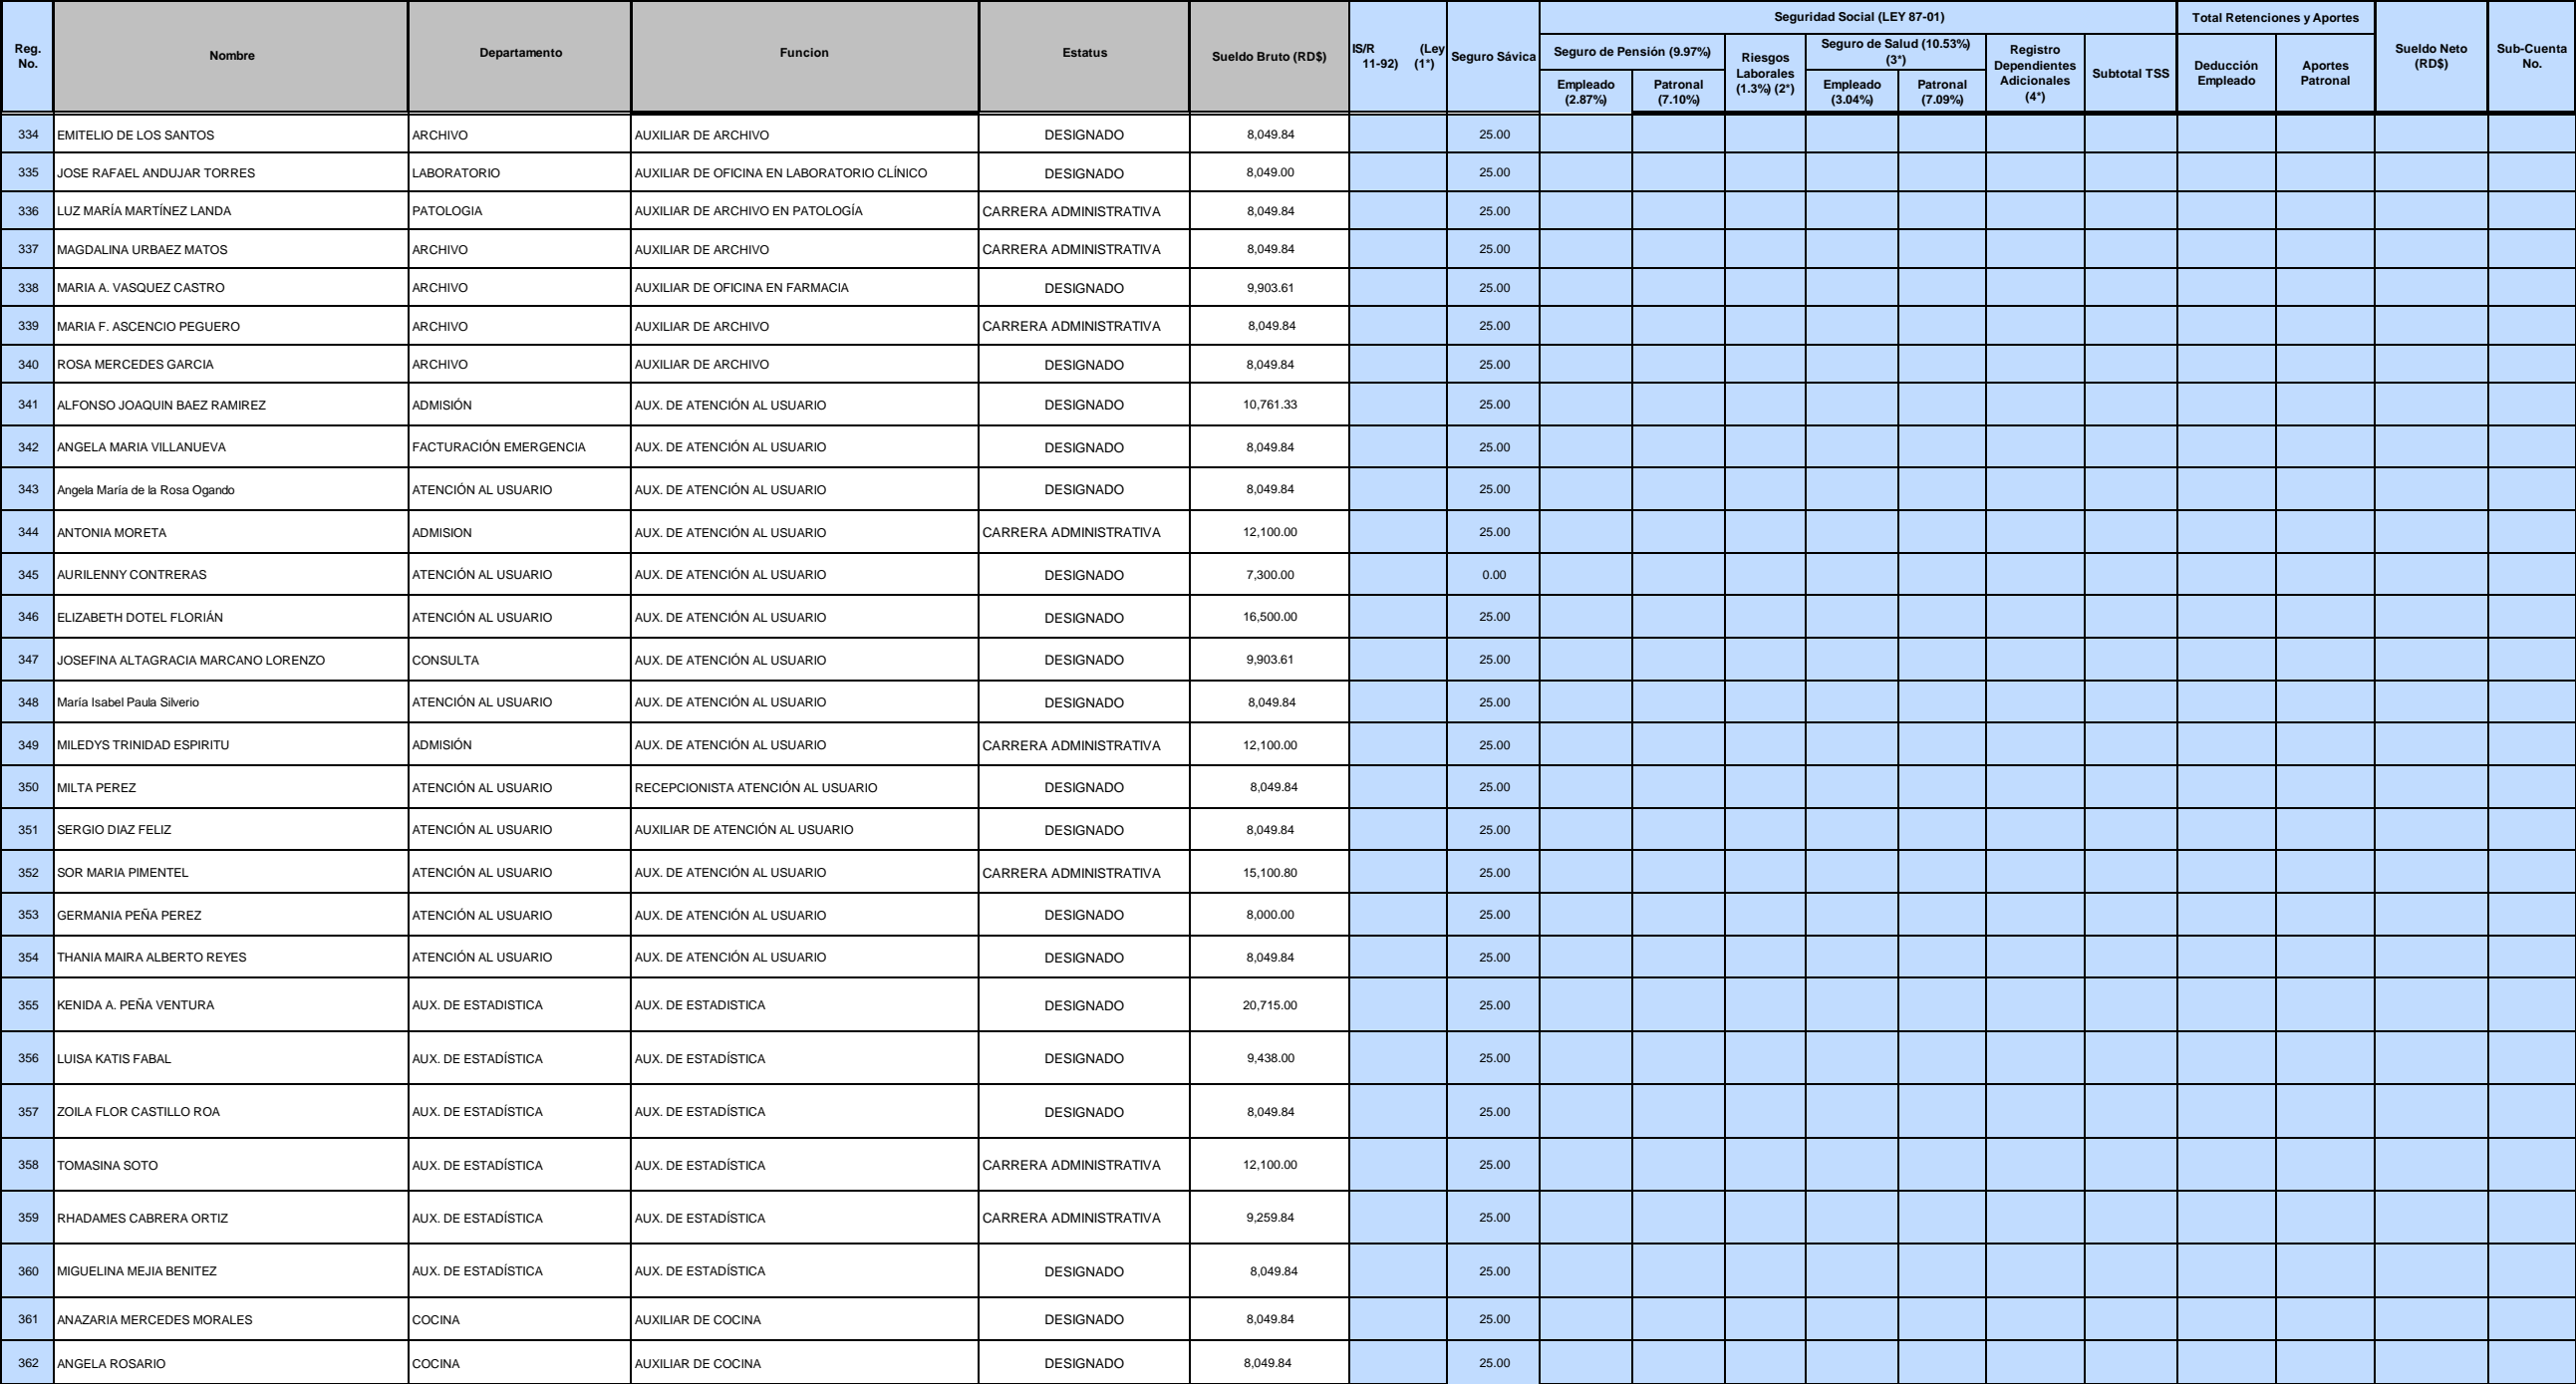 Reg. No. Nombre Departamento Funcion Estatus Sueldo Bruto (RD$) IS/R (Ley 11-92) (1*) Seguro Sávica Seguridad Social (LEY 87-01) Total Retenciones y Aportes Sueldo Neto (RD$) Sub-Cuenta No.
Seguro de Pensión (9.97%) Riesgos Laborales (1.3%) (2*) Seguro de Salud (10.53%) (3*) Registro Dependientes Adicionales (4*) Subtotal TSS Deducción Empleado Aportes Patronal
Empleado (2.87%) Patronal (7.10%) Empleado (3.04%) Patronal (7.09%)
334 EMITELIO DE LOS SANTOS ARCHIVO AUXILIAR DE ARCHIVO DESIGNADO 8,049.84 25.00
335 JOSE RAFAEL ANDUJAR TORRES LABORATORIO AUXILIAR DE OFICINA EN LABORATORIO CLÍNICO DESIGNADO 8,049.00 25.00
336 LUZ MARÍA MARTÍNEZ LANDA PATOLOGIA AUXILIAR DE ARCHIVO EN PATOLOGÍA CARRERA ADMINISTRATIVA 8,049.84 25.00
337 MAGDALINA URBAEZ MATOS ARCHIVO AUXILIAR DE ARCHIVO CARRERA ADMINISTRATIVA 8,049.84 25.00
338 MARIA A. VASQUEZ CASTRO ARCHIVO AUXILIAR DE OFICINA EN FARMACIA DESIGNADO 9,903.61 25.00
339 MARIA F. ASCENCIO PEGUERO ARCHIVO AUXILIAR DE ARCHIVO CARRERA ADMINISTRATIVA 8,049.84 25.00
340 ROSA MERCEDES GARCIA ARCHIVO AUXILIAR DE ARCHIVO DESIGNADO 8,049.84 25.00
341 ALFONSO JOAQUIN BAEZ RAMIREZ ADMISIÓN AUX. DE ATENCIÓN AL USUARIO DESIGNADO 10,761.33 25.00
342 ANGELA MARIA VILLANUEVA FACTURACIÓN EMERGENCIA AUX. DE ATENCIÓN AL USUARIO DESIGNADO 8,049.84 25.00
343 Angela María de la Rosa Ogando ATENCIÓN AL USUARIO AUX. DE ATENCIÓN AL USUARIO DESIGNADO 8,049.84 25.00
344 ANTONIA MORETA ADMISION AUX. DE ATENCIÓN AL USUARIO CARRERA ADMINISTRATIVA 12,100.00 25.00
345 AURILENNY CONTRERAS ATENCIÓN AL USUARIO AUX. DE ATENCIÓN AL USUARIO DESIGNADO 7,300.00 0.00
346 ELIZABETH DOTEL FLORIÁN ATENCIÓN AL USUARIO AUX. DE ATENCIÓN AL USUARIO DESIGNADO 16,500.00 25.00
347 JOSEFINA ALTAGRACIA MARCANO LORENZO CONSULTA AUX. DE ATENCIÓN AL USUARIO DESIGNADO 9,903.61 25.00
348 María Isabel Paula Silverio ATENCIÓN AL USUARIO AUX. DE ATENCIÓN AL USUARIO DESIGNADO 8,049.84 25.00
349 MILEDYS TRINIDAD ESPIRITU ADMISIÓN AUX. DE ATENCIÓN AL USUARIO CARRERA ADMINISTRATIVA 12,100.00 25.00
350 MILTA PEREZ ATENCIÓN AL USUARIO RECEPCIONISTA ATENCIÓN AL USUARIO DESIGNADO 8,049.84 25.00
351 SERGIO DIAZ FELIZ ATENCIÓN AL USUARIO AUXILIAR DE ATENCIÓN AL USUARIO DESIGNADO 8,049.84 25.00
352 SOR MARIA PIMENTEL ATENCIÓN AL USUARIO AUX. DE ATENCIÓN AL USUARIO CARRERA ADMINISTRATIVA 15,100.80 25.00
353 GERMANIA PEÑA PEREZ ATENCIÓN AL USUARIO AUX. DE ATENCIÓN AL USUARIO DESIGNADO 8,000.00 25.00
354 THANIA MAIRA ALBERTO REYES ATENCIÓN AL USUARIO AUX. DE ATENCIÓN AL USUARIO DESIGNADO 8,049.84 25.00
355 KENIDA A. PEÑA VENTURA AUX. DE ESTADISTICA AUX. DE ESTADISTICA DESIGNADO 20,715.00 25.00
356 LUISA KATIS FABAL AUX. DE ESTADÍSTICA AUX. DE ESTADÍSTICA DESIGNADO 9,438.00 25.00
357 ZOILA FLOR CASTILLO ROA AUX. DE ESTADÍSTICA AUX. DE ESTADÍSTICA DESIGNADO 8,049.84 25.00
358 TOMASINA SOTO AUX. DE ESTADÍSTICA AUX. DE ESTADÍSTICA CARRERA ADMINISTRATIVA 12,100.00 25.00
359 RHADAMES CABRERA ORTIZ AUX. DE ESTADÍSTICA AUX. DE ESTADÍSTICA CARRERA ADMINISTRATIVA 9,259.84 25.00
360 MIGUELINA MEJIA BENITEZ AUX. DE ESTADÍSTICA AUX. DE ESTADÍSTICA DESIGNADO 8,049.84 25.00
361 ANAZARIA MERCEDES MORALES COCINA AUXILIAR DE COCINA DESIGNADO 8,049.84 25.00
362 ANGELA ROSARIO COCINA AUXILIAR DE COCINA DESIGNADO 8,049.84 25.00